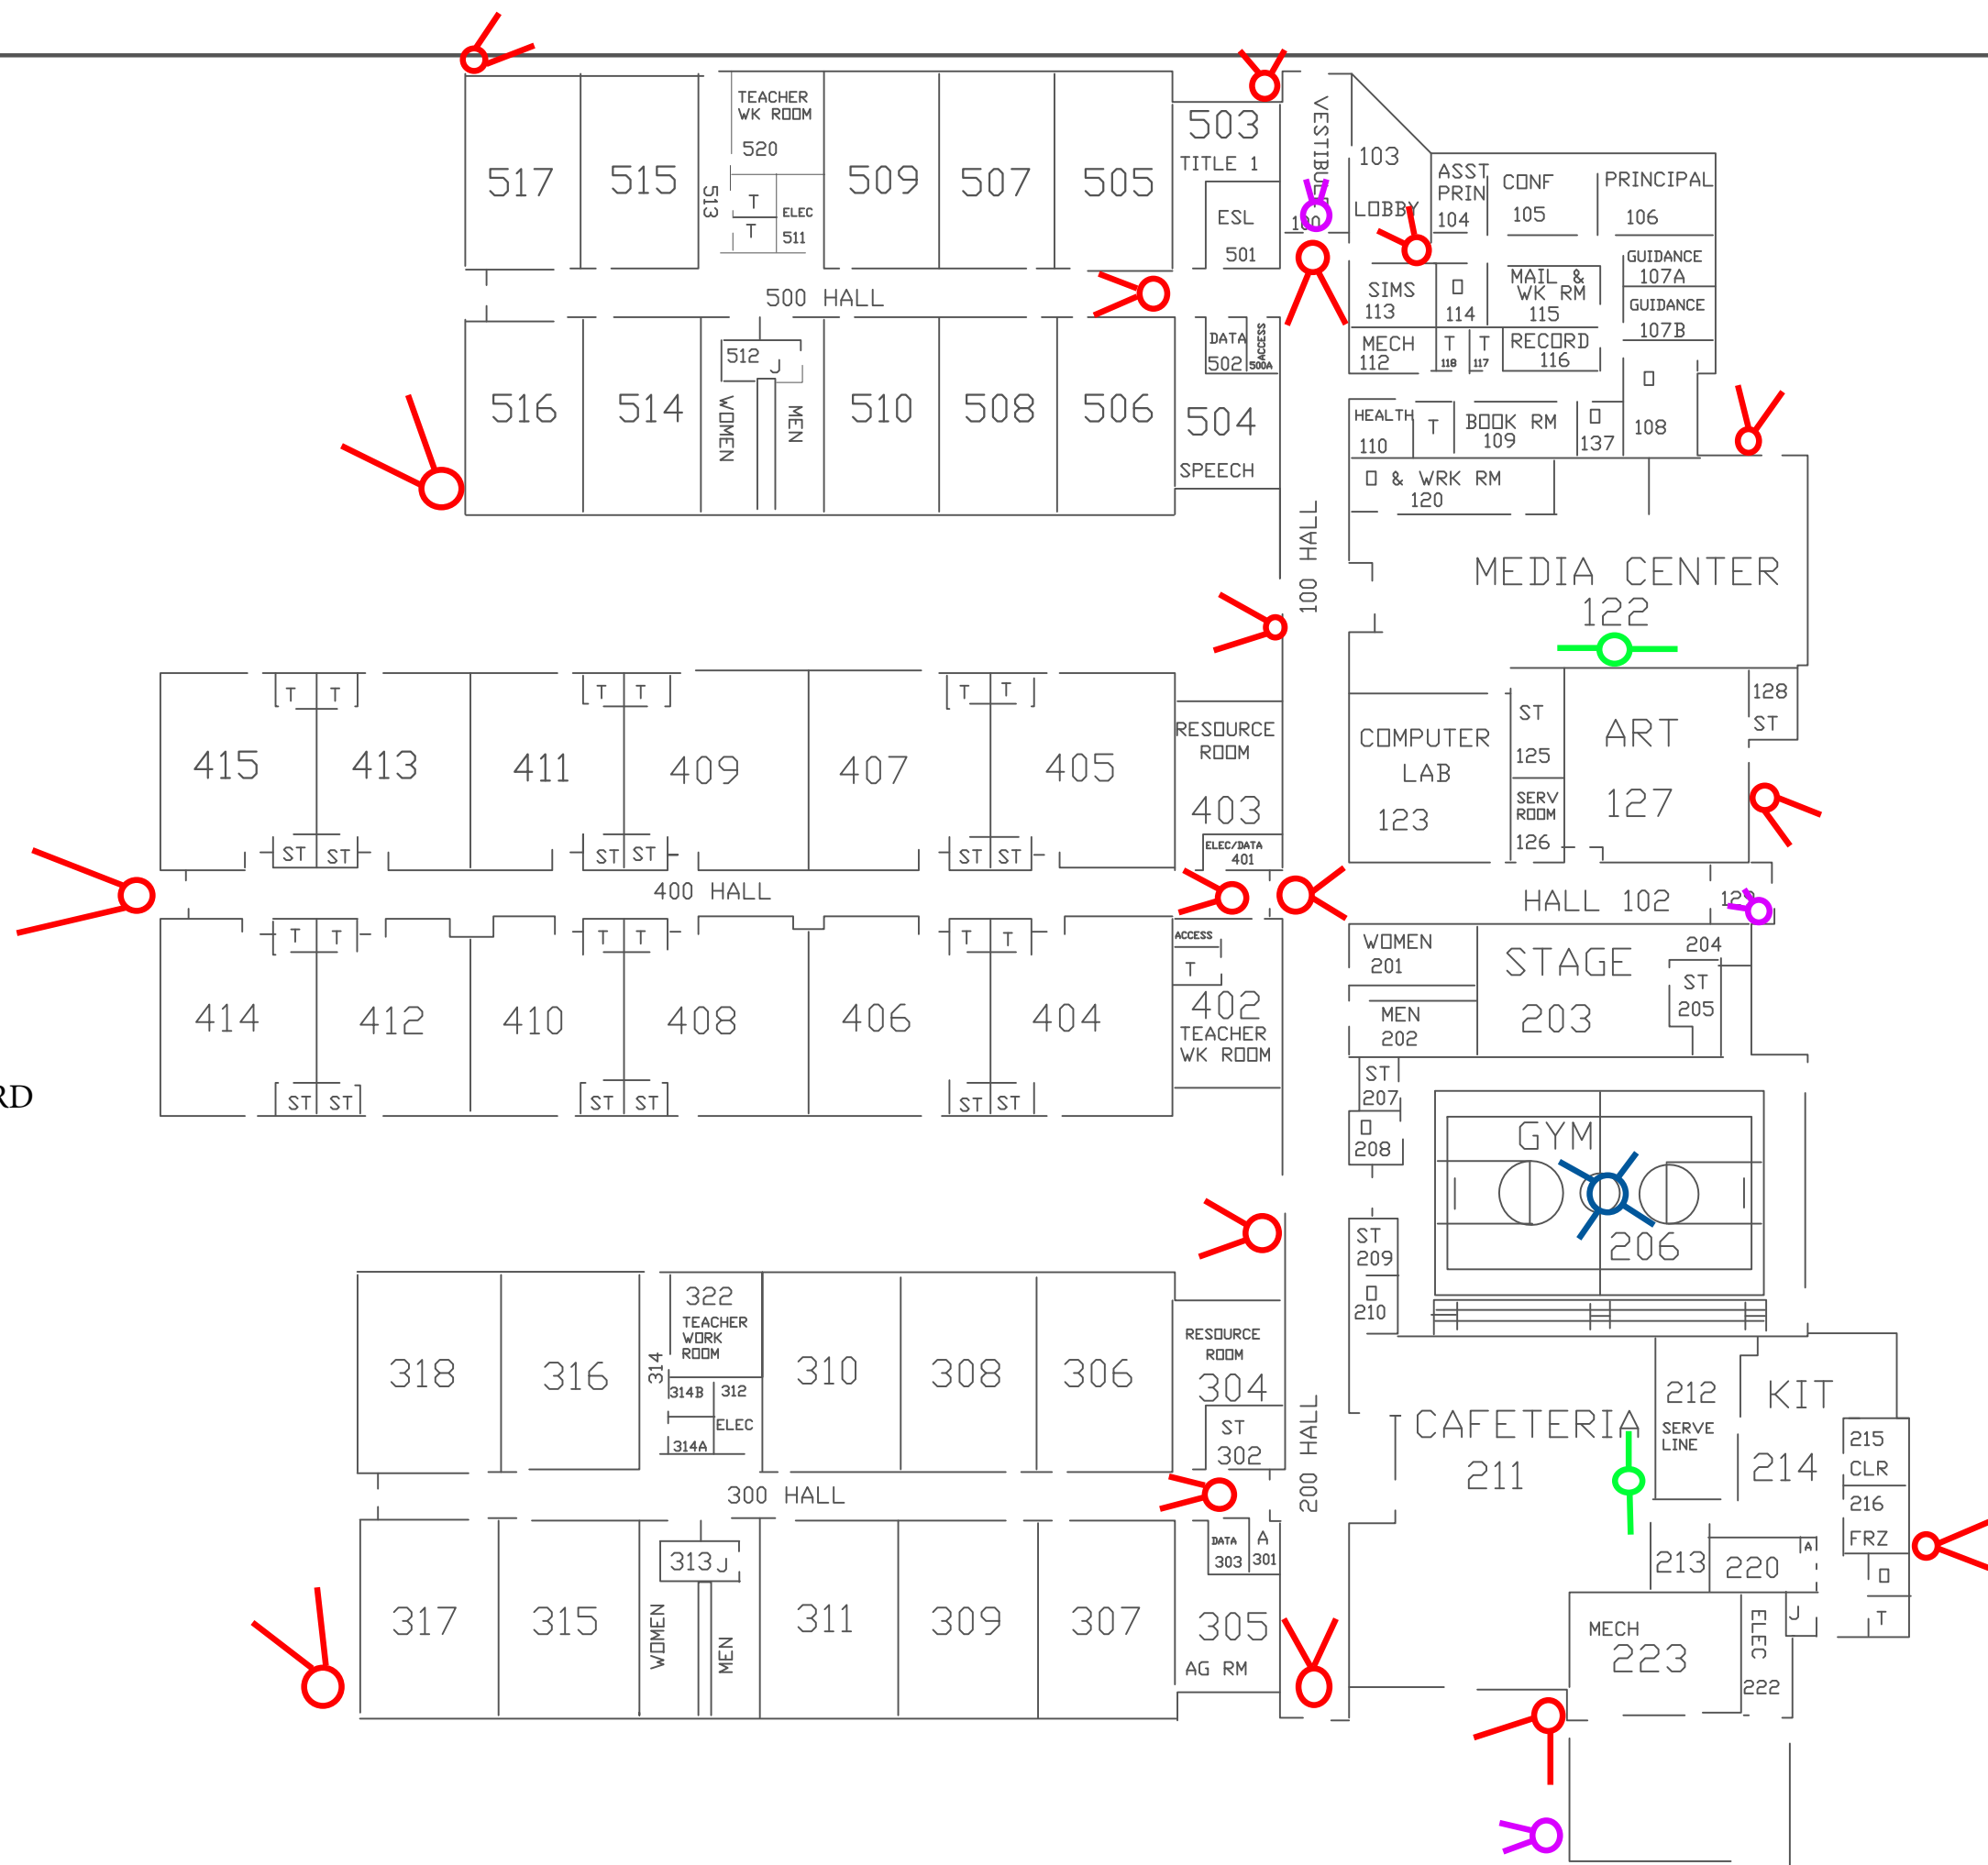 TEACHER
WK ROOM
520
517
515
513
T
T
ELEC
511
509
507
505
503
TITLE 1
ESL
501
VESTIBULE
100
103
LOBBY
ASST
PRIN
104
CONF
105
PRINCIPAL
106
GUIDANCE
107A
GUIDANCE
107B
SIMS
113
114
MAIL &
WK RM
115
MECH
112
T
118
T
117
RECORD
116
500 HALL
516
514
512
J
WOMEN
MEN
510
508
506
DATA
502
ACCESS
500A
504
SPEECH
HEALTH
110
T
BOOK RM
109
137
108
& WRK RM
120
100 HALL
MEDIA CENTER
122
T
T
T
T
T
T
415
413
411
409
407
405
ST
ST
ST
ST
ST
ST
RESOURCE
ROOM
403
ELEC/DATA
401
COMPUTER
LAB
123
ST
125
SERV
ROOM
126
ART
127
128
ST
400 HALL
HALL 102
T
T
T
T
T
T
414
412
410
408
406
404
ST
ST
ST
ST
ST
ST
ACCESS
T
402
TEACHER
WK ROOM
WOMEN
201
MEN
202
STAGE
203
204
ST
205
RD
ST
207
208
GYM
206
ST
209
210
318
316
314
322
TEACHER
WORK
ROOM
314B
312
ELEC
314A
310
308
306
RESOURCE
ROOM
304
ST
302
200 HALL
CAFETERIA
211
212
SERVE
LINE
KIT
214
215
CLR
216
FRZ
300 HALL
317
315
313 J
WOMEN
MEN
311
309
307
DATA
303
A
301
305
AG RM
213
220
A
T
MECH
223
ELEC
222
J